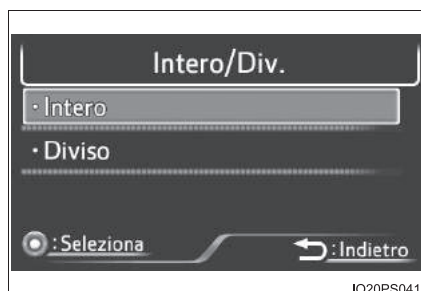 Intero/Div.
· Intero
· Diviso
: Seleziona
: Indietro
IO20PS041